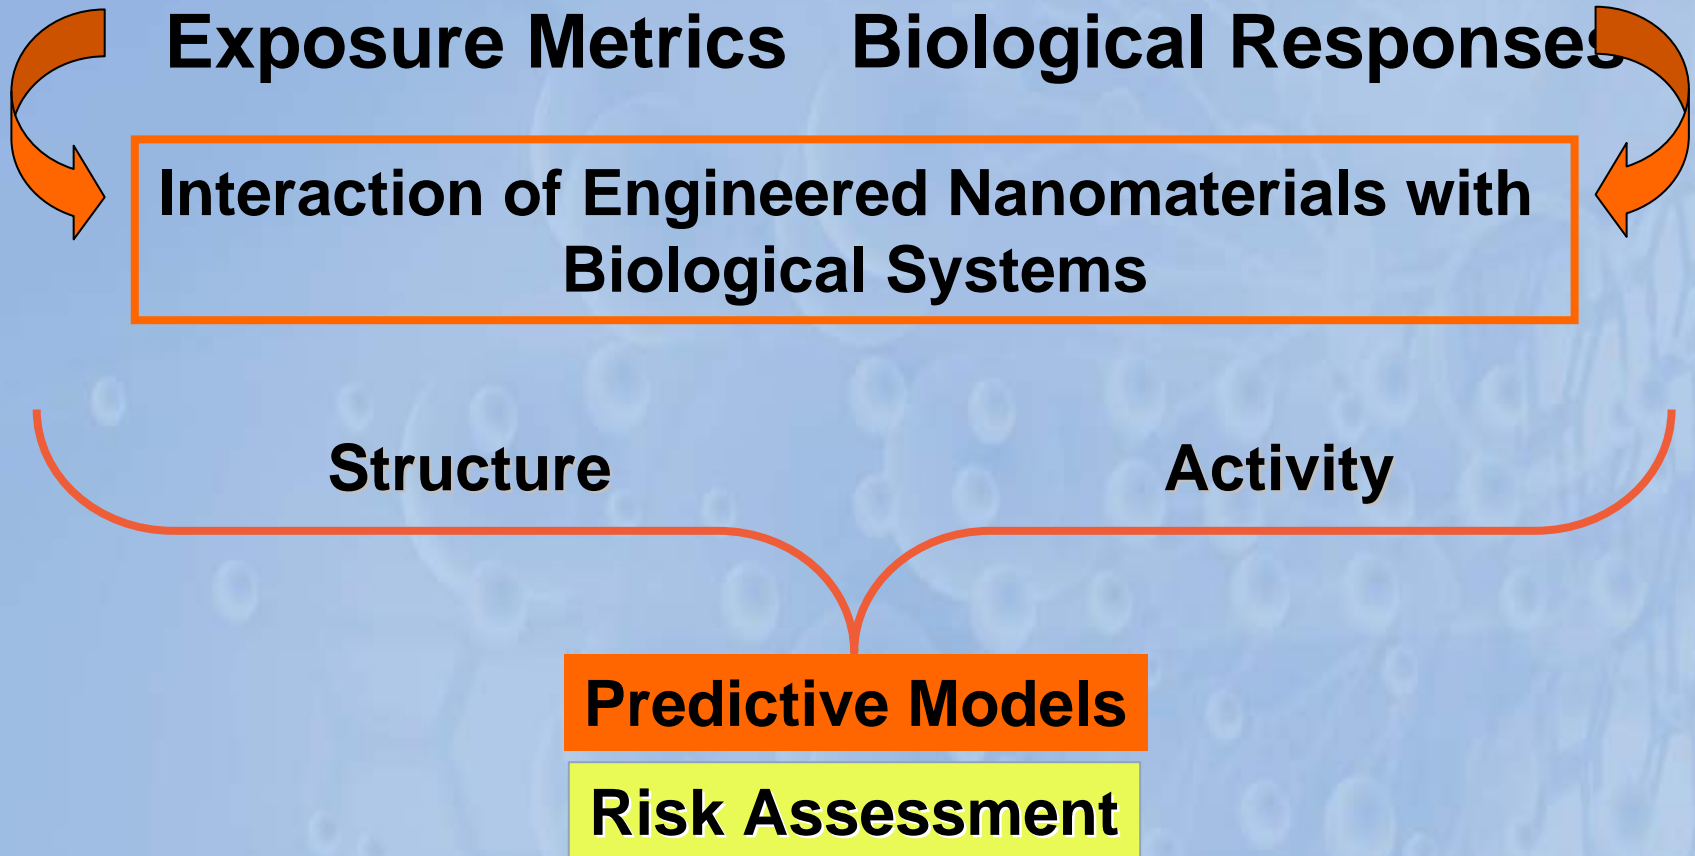 Exposure Metrics Biological Responses
Interaction of Engineered Nanomaterials with
Biological Systems
Structure Activity
Predictive Models
Risk Assessment